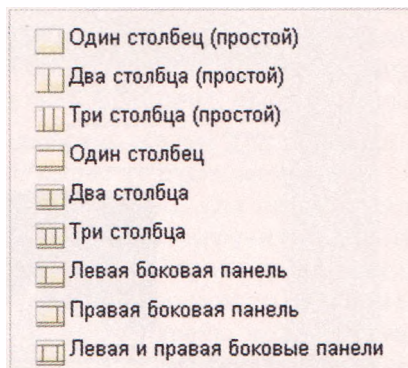 Один столбец (простой)
Два столбца (простой)
Три столбца (простой)
Один столбец
Два столбца
Три столбца
Левая боковая панель
Правая боковая панель
Левая и правая боковые панели